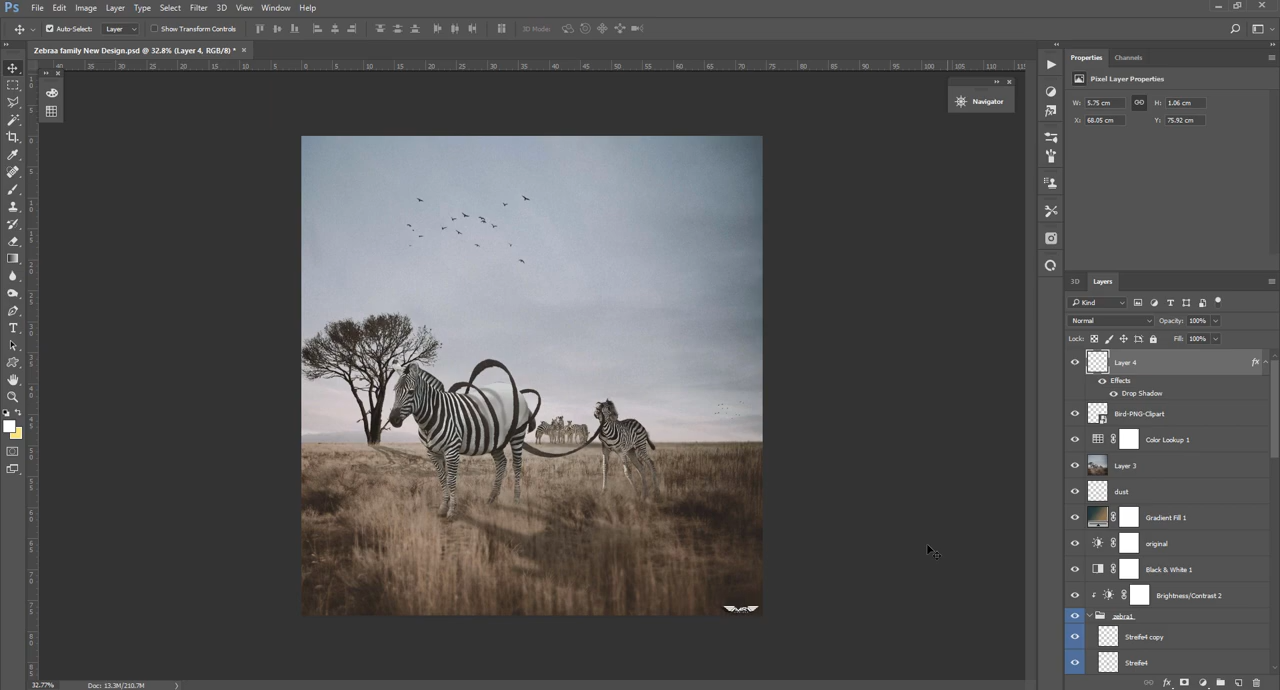 Ps File Edit Image Layer Type Select Filter 3D View Window Help
Auto-Select: Layer Show Transform Controls 3D Mode:
Zebraa family New Design.psd @ 32.8% (Layer 4, RGB/8) * ×
Navigator
Properties Channels
Pixel Layer Properties
W: 5.75 cm H: 1.06 cm
X: 68.05 cm Y: 75.92 cm
3D Layers
Kind
Normal Opacity: 100%
Lock: Fill: 100%
Layer 4 fx
Effects
Drop Shadow
Bird-PNG-Clipart
Color Lookup 1
Layer 3
dust
Gradient Fill 1
original
Black & White 1
Brightness/Contrast 2
zebra1
Streife4 copy
Streife4
32.77% Doc: 13.3M/210.7M